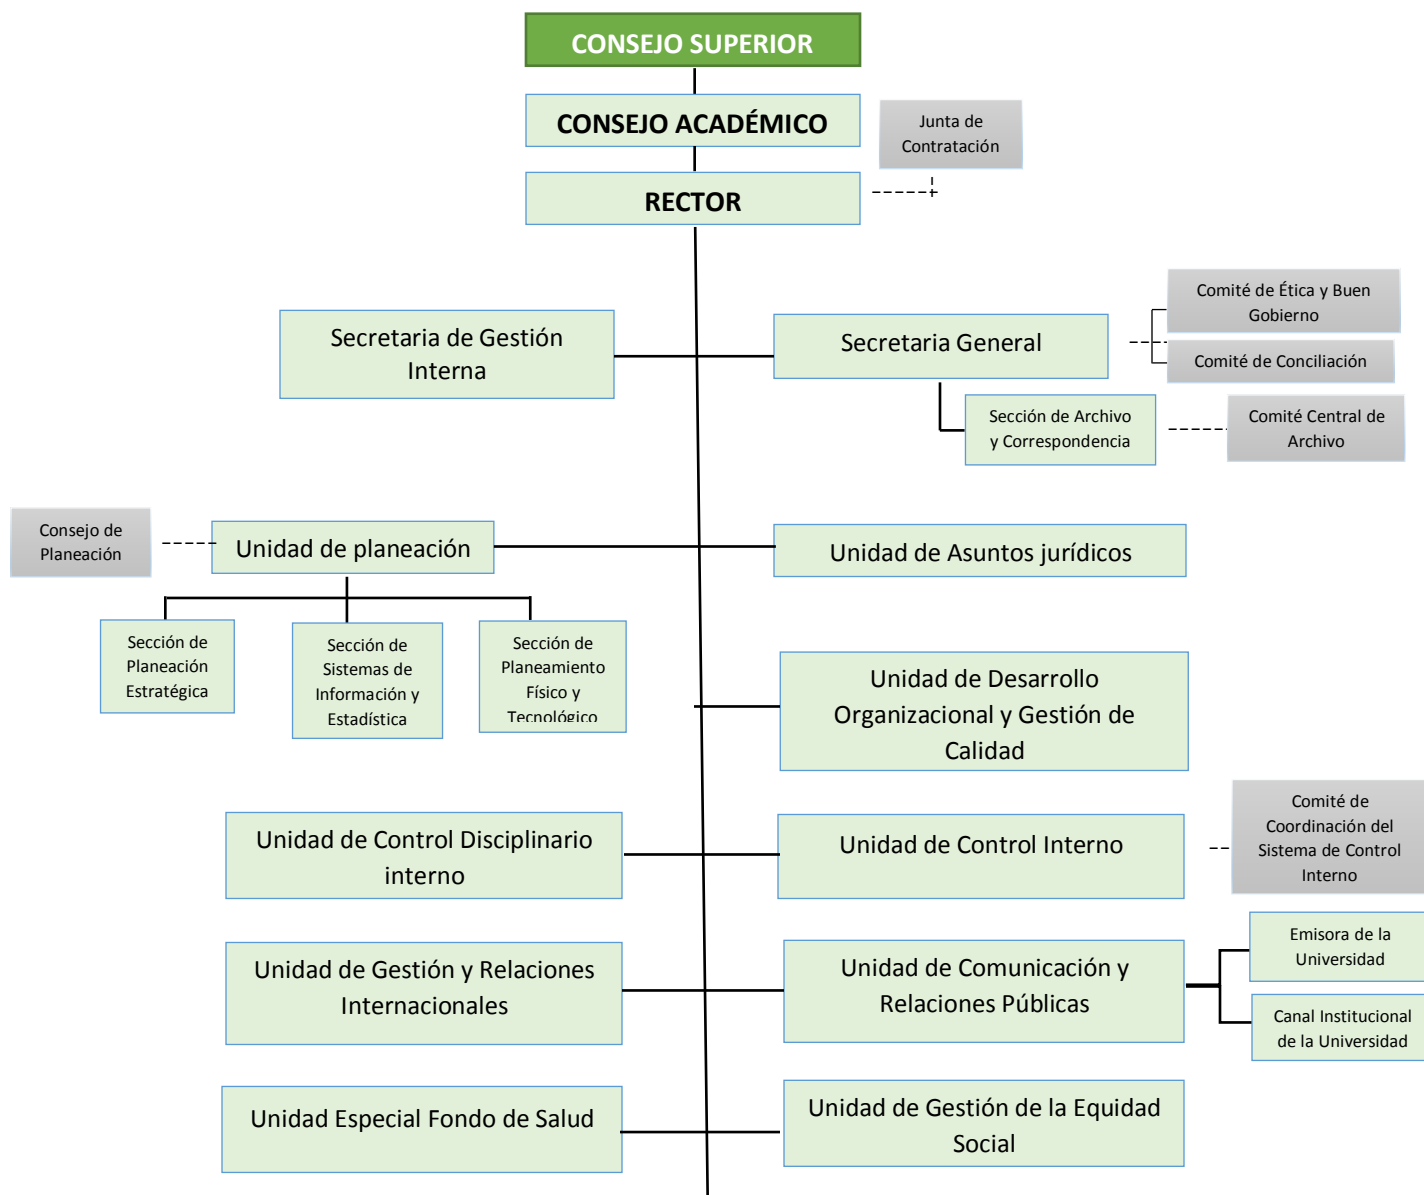 CONSEJO SUPERIOR
CONSEJO ACADÉMICO
Junta de
Contratación
RECTOR
Comité de Ética y Buen
Gobierno
Secretaria de Gestión
Interna
Secretaria General
Comité de Conciliación
Sección de Archivo
y Correspondencia
Comité Central de
Archivo
Consejo de
Planeación
Unidad de planeación
Unidad de Asuntos jurídicos
Sección de
Planeación
Estratégica
Sección de
Sistemas de
Información y
Estadística
Sección de
Planeamiento
Físico y
Tecnológico
Unidad de Desarrollo
Organizacional y Gestión de
Calidad
Unidad de Control Disciplinario
interno
Unidad de Control Interno
Comité de
Coordinación del
Sistema de Control
Interno
Unidad de Gestión y Relaciones
Internacionales
Unidad de Comunicación y
Relaciones Públicas
Emisora de la
Universidad
Canal Institucional
de la Universidad
Unidad Especial Fondo de Salud
Unidad de Gestión de la Equidad
Social